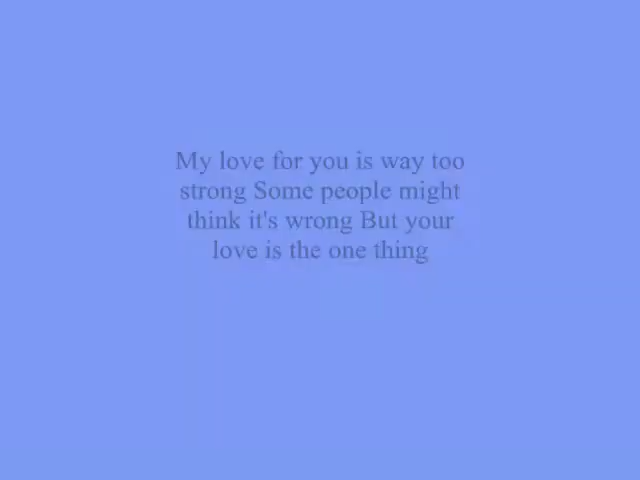 My love for you is way too
strong Some people might
think it's wrong But your
love is the one thing